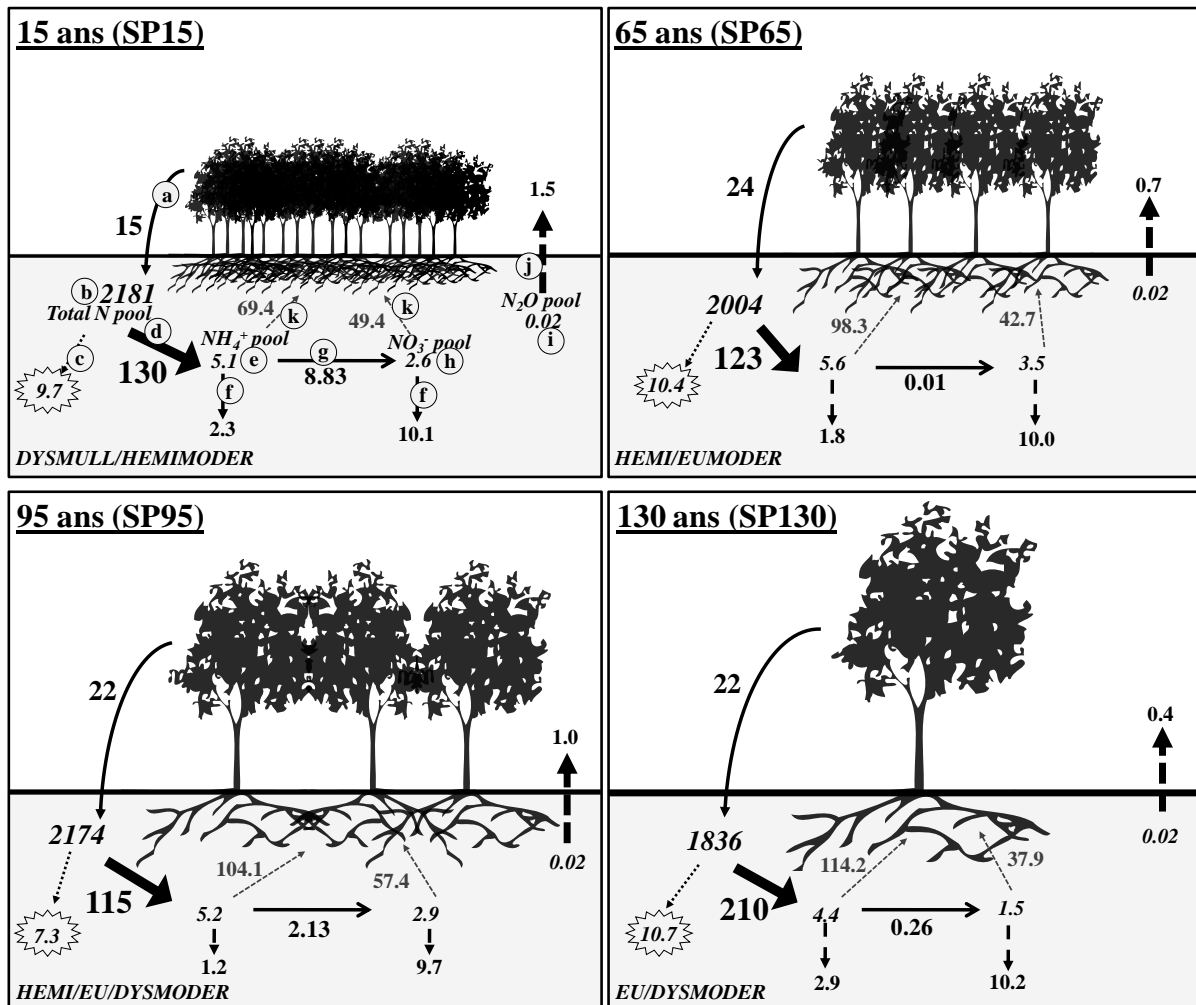 15 ans (SP15)
1.5
a
15
j
b 2181
Total N pool
69.4
k
k
49.4
N₂O pool
0.02
i
d
c
130
NH₄⁺ pool
5.1 e
g
8.83
NO₃⁻ pool
2.6 h
9.7
f
f
2.3
10.1
DYSMULL/HEMIMODER
65 ans (SP65)
0.7
24
2004
0.02
98.3
42.7
123
5.6
0.01
3.5
10.4
1.8
10.0
HEMI/EUMODER
95 ans (SP95)
22
1.0
2174
0.02
104.1
57.4
115
5.2
2.13
2.9
7.3
1.2
9.7
HEMI/EU/DYSMODER
130 ans (SP130)
22
0.4
1836
0.02
114.2
37.9
210
4.4
0.26
1.5
10.7
2.9
10.2
EU/DYSMODER